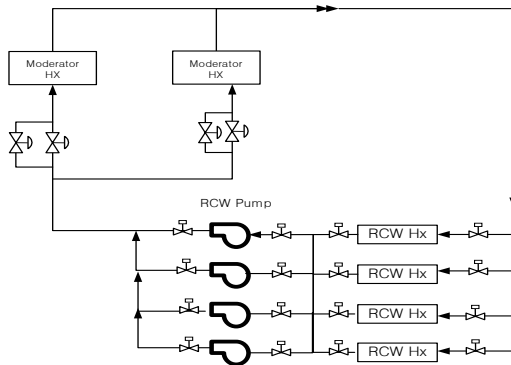 Moderator
HX
Moderator
HX
RCW Pump
RCW Hx
RCW Hx
RCW Hx
RCW Hx